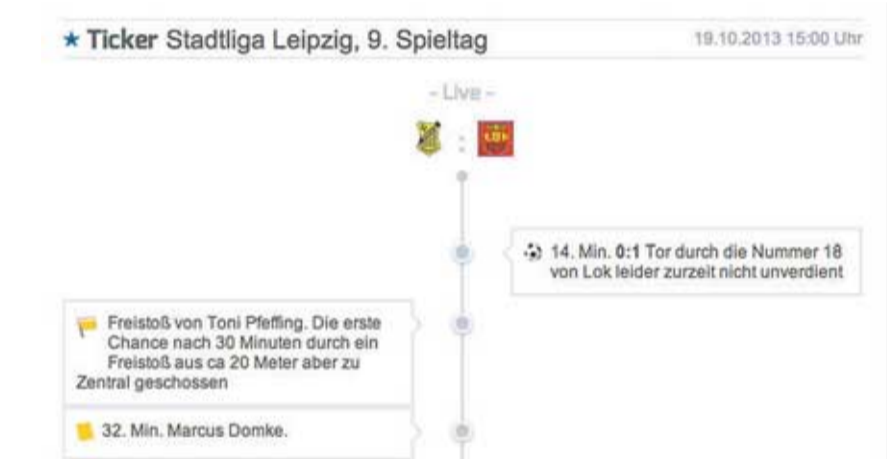 ★ Ticker Stadtliga Leipzig, 9. Spieltag
19.10.2013 15:00 Uhr
- Live -
:
LOK
14. Min. 0:1 Tor durch die Nummer 18
von Lok leider zurzeit nicht unverdient
Freistoß von Toni Pfeffing. Die erste
Chance nach 30 Minuten durch ein
Freistoß aus ca 20 Meter aber zu
Zentral geschossen
32. Min. Marcus Domke.